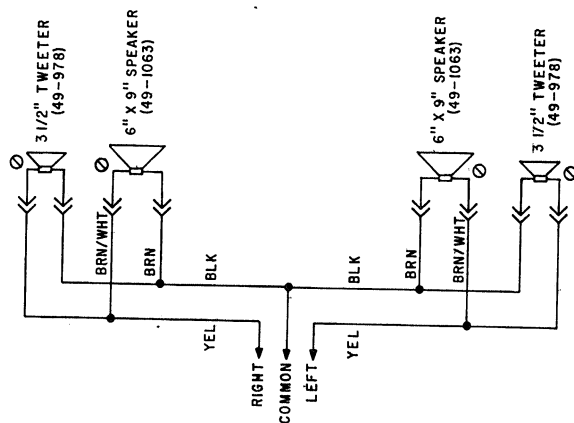 3 1/2" TWEETER
(49-978)
6" X 9" SPEAKER
(49-1063)
6" X 9" SPEAKER
(49-1063)
3 1/2" TWEETER
(49-978)
BRN/WHT
BRN
BLK
BLK
BRN
BRN/WHT
YEL
YEL
RIGHT
COMMON
LEFT